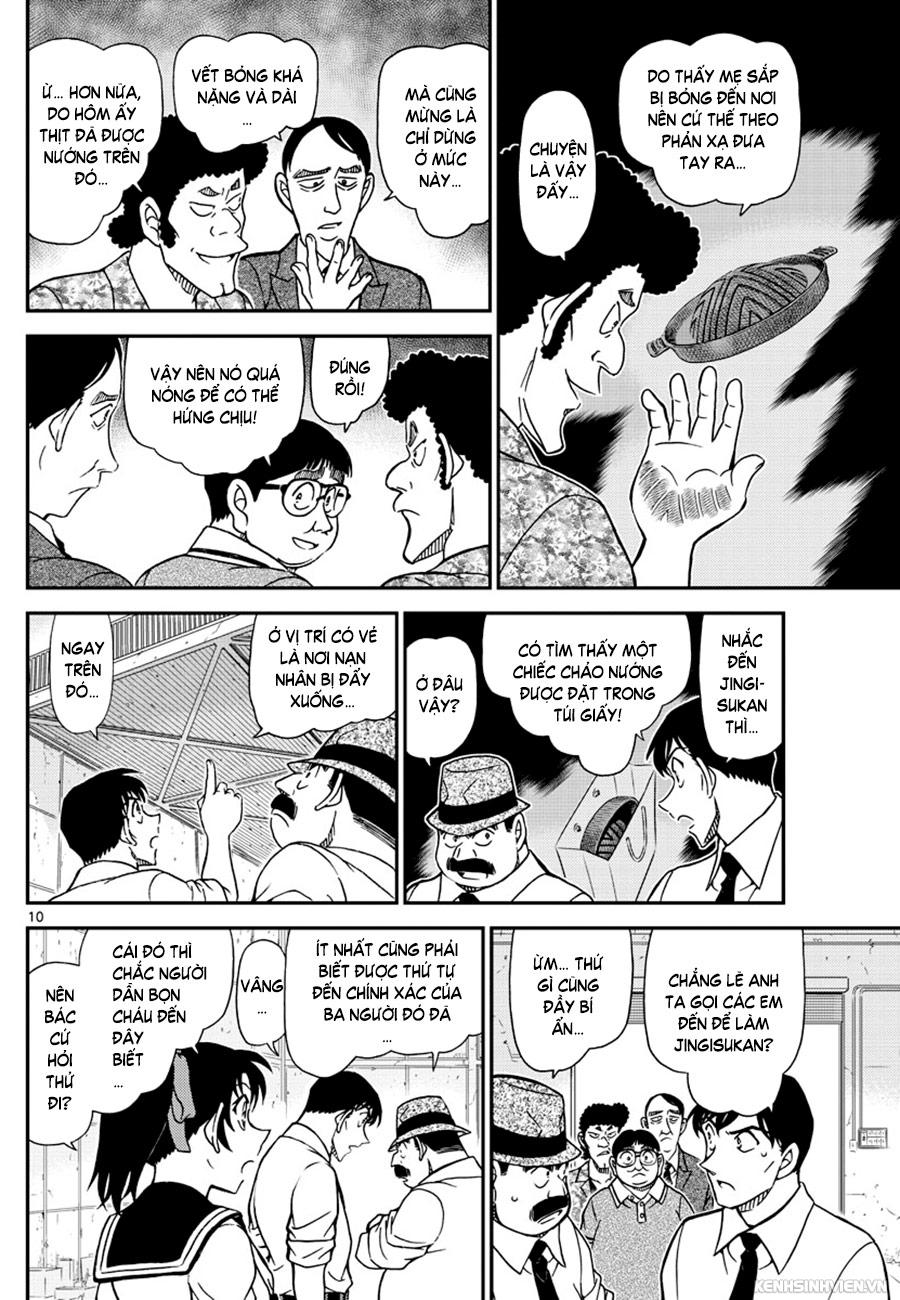 DO THẤY MẸ SẮP
BỊ BỎNG ĐẾN NƠI
NÊN CỨ THẾ THEO
PHẢN XẠ ĐƯA
TAY RA...
CHUYỆN
LÀ VẬY
ĐẤY...
MÀ CŨNG
MỪNG LÀ
CHỈ DỪNG
Ở MỨC
NÀY...
VẾT BỎNG KHÁ
NẶNG VÀ DÀI
...
Ừ... HƠN NỮA,
DO HÔM ẤY
THỊT ĐÃ ĐƯỢC
NƯỚNG TRÊN
ĐÓ...
ĐÚNG
RỒI!
VẬY NÊN NÓ QUÁ
NÓNG ĐỂ CÓ THỂ
HỨNG CHỊU!
NHẮC
ĐẾN
JINGI-
SUKAN
THÌ...
CÓ TÌM THẤY MỘT
CHIẾC CHẢO NƯỚNG
ĐƯỢC ĐẶT TRONG
TÚI GIẤY!
Ở ĐÂU
VẬY?
Ở VỊ TRÍ CÓ VẺ
LÀ NƠI NẠN
NHÂN BỊ ĐẨY
XUỐNG...
NGAY
TRÊN
ĐÓ...
10
CHẲNG LẼ ANH
TA GỌI CÁC EM
ĐẾN ĐỂ LÀM
JINGISUKAN?
ỪM... THỨ
GÌ CŨNG
ĐẦY BÍ
ẨN...
ÍT NHẤT CŨNG PHẢI
BIẾT ĐƯỢC THỨ TỰ
ĐẾN CHÍNH XÁC CỦA
BA NGƯỜI ĐÓ ĐÃ
...
VÂNG
...
CÁI ĐÓ THÌ
CHẮC NGƯỜI
DẪN BỌN
CHÁU ĐẾN
ĐÂY
BIẾT
...
NÊN
BÁC
CỨ
HỎI
THỬ
ĐI?
KENHSINHVIEN.VN